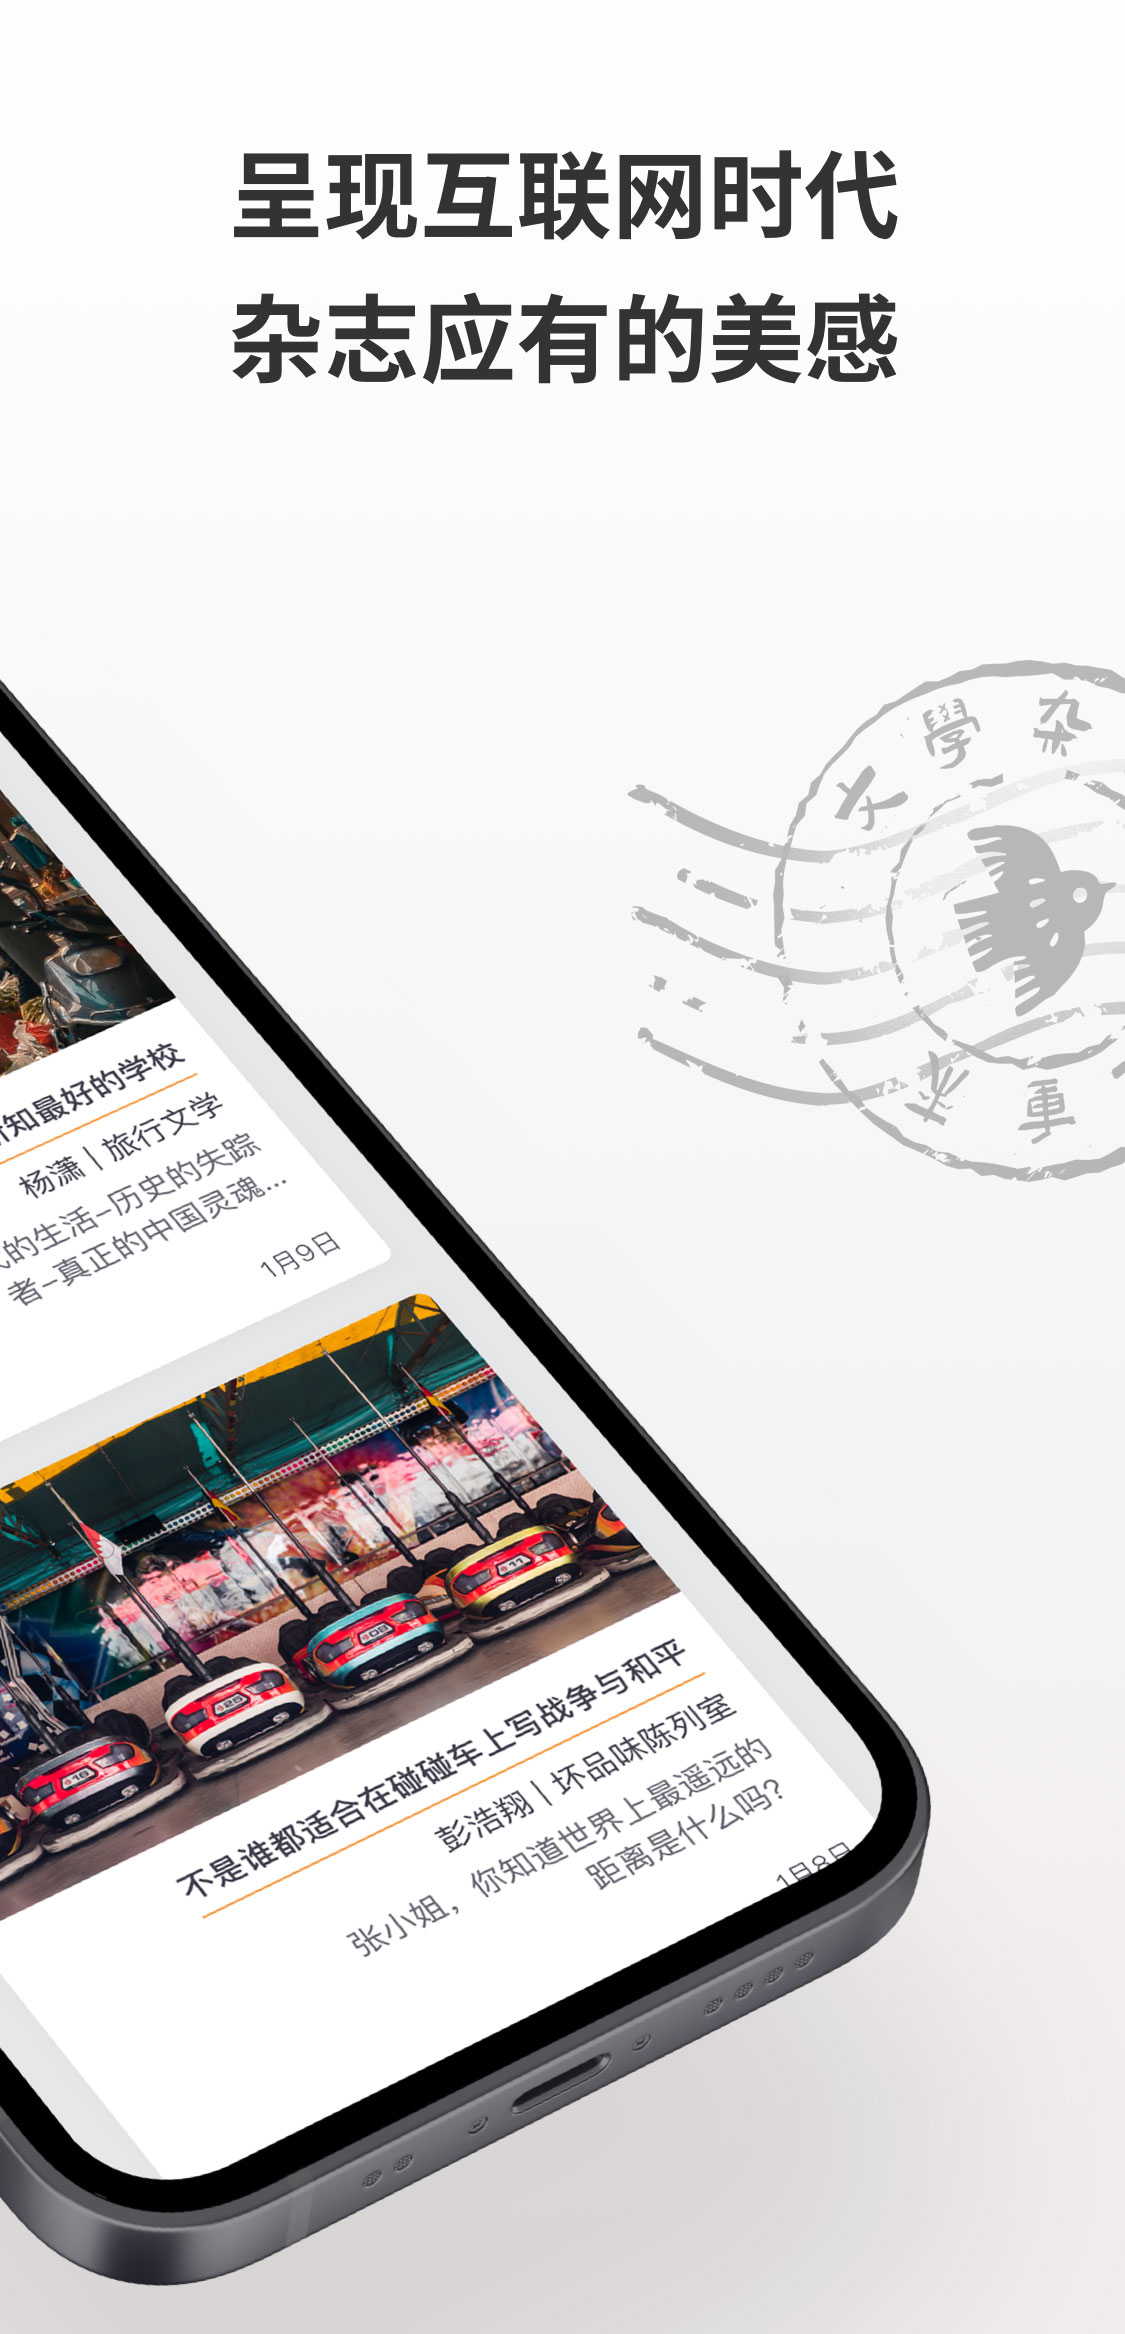 呈现互联网时代
杂志应有的美感
文學杂
知最好的学校
杨潇 | 旅行文学
的生活–历史的失踪
者–真正的中国灵魂...
1月9日
11
08
25
16
不是谁都适合在碰碰车上写战争与和平
彭浩翔 | 坏品味陈列室
张小姐，你知道世界上最遥远的
距离是什么吗？
1月8日